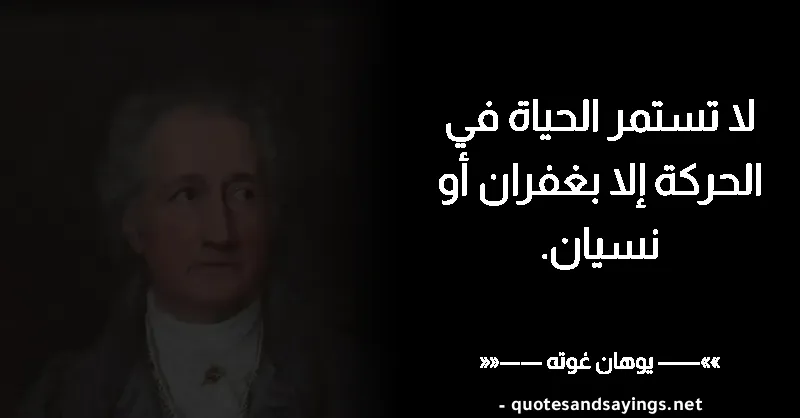 لا تستمر الحياة في
الحركة إلا بغفران أو
نسيان.
»»—— يوهان غوته ——««
- quotesandsayings.net